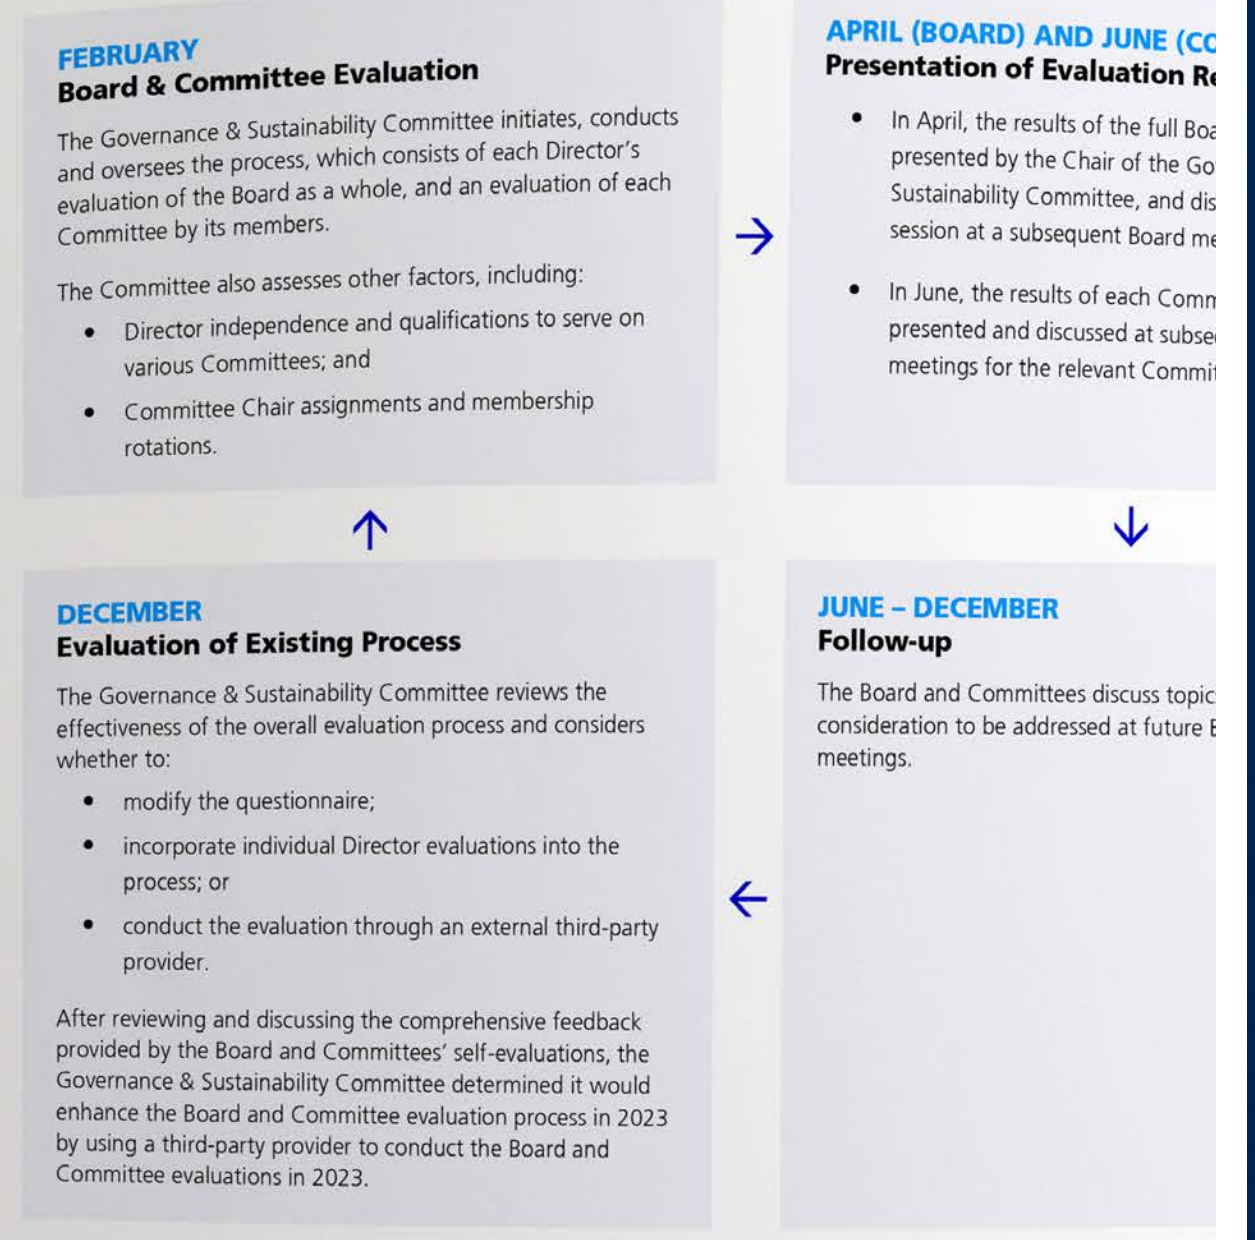 FEBRUARY
Board & Committee Evaluation
The Governance & Sustainability Committee initiates, conducts
and oversees the process, which consists of each Director's
evaluation of the Board as a whole, and an evaluation of each
Committee by its members.
The Committee also assesses other factors, including:
• Director independence and qualifications to serve on
various Committees; and
• Committee Chair assignments and membership
rotations.
APRIL (BOARD) AND JUNE
Presentation of Evaluation
• In April, the results of the full
presented by the Chair of the
Sustainability Committee, and
session at a subsequent Board
• In June, the results of each
presented and discussed at
meetings for the relevant
DECEMBER
Evaluation of Existing Process
The Governance & Sustainability Committee reviews the
effectiveness of the overall evaluation process and considers
whether to:
• modify the questionnaire;
• incorporate individual Director evaluations into the
process; or
• conduct the evaluation through an external third-party
provider.
After reviewing and discussing the comprehensive feedback
provided by the Board and Committees' self-evaluations, the
Governance & Sustainability Committee determined it would
enhance the Board and Committee evaluation process in 2023
by using a third-party provider to conduct the Board and
Committee evaluations in 2023.
JUNE – DECEMBER
Follow-up
The Board and Committees discuss
consideration to be addressed at future
meetings.